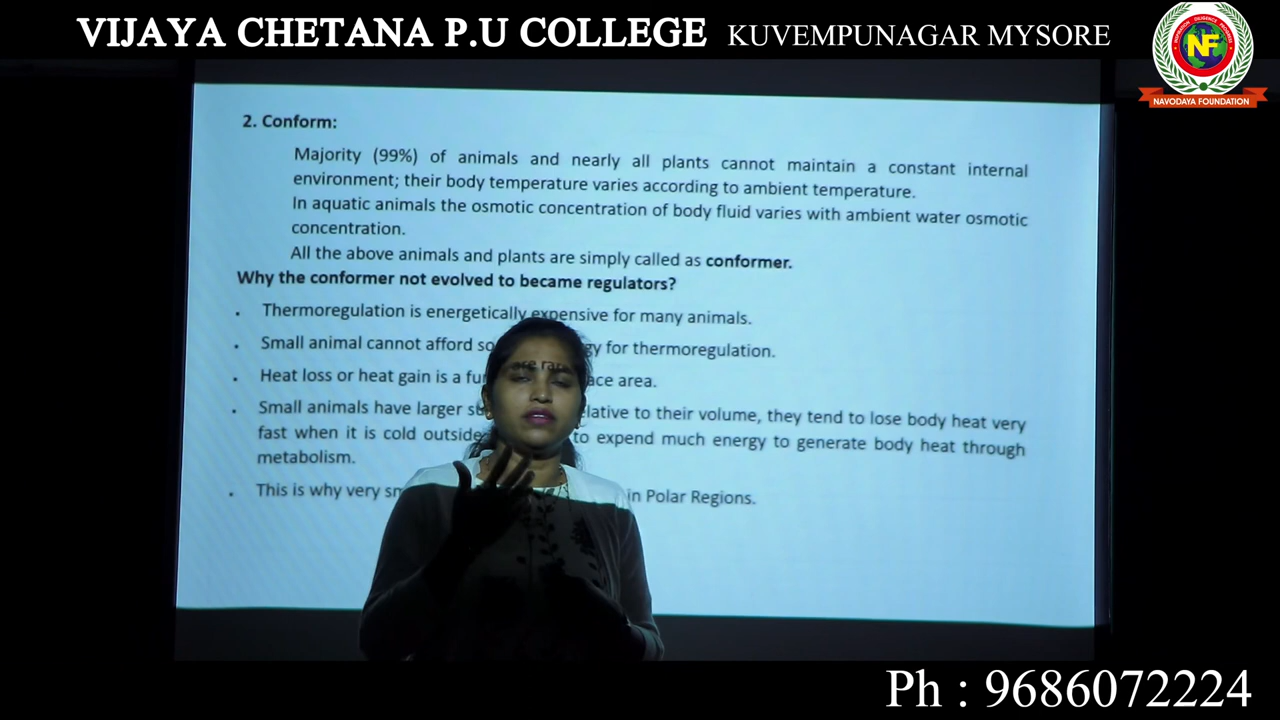 VIJAYA CHETANA P.U COLLEGE KUVEMPUNAGAR MYSORE
NF
NAVODAYA FOUNDATION
2. Conform:
Majority (99%) of animals and nearly all plants cannot maintain a constant internal
environment; their body temperature varies according to ambient temperature.
In aquatic animals the osmotic concentration of body fluid varies with ambient water osmotic
concentration.
All the above animals and plants are simply called as conformer.
Why the conformer not evolved to became regulators?
. Thermoregulation is energetically expensive for many animals.
. Small animal cannot afford for thermoregulation.
. Heat loss or heat gain is a area.
. Small animals have larger relative to their volume, they tend to lose body heat very
fast when it is cold outside to expend much energy to generate body heat through
metabolism.
. This is why very in Polar Regions.
Ph : 9686072224